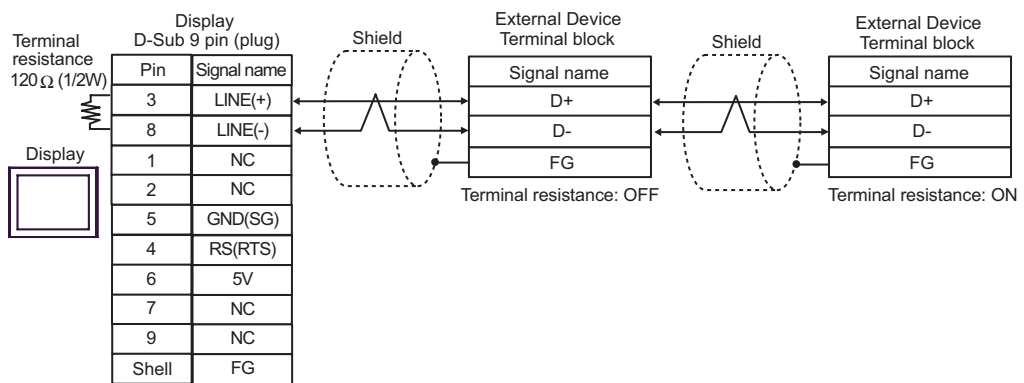 Display
D-Sub 9 pin (plug)
Terminal
resistance
120Ω (1/2W)
Display
Pin Signal name
3 LINE(+)
8 LINE(-)
1 NC
2 NC
5 GND(SG)
4 RS(RTS)
6 5V
7 NC
9 NC
Shell FG
Shield
External Device
Terminal block
Signal name
D+
D-
FG
Terminal resistance: OFF
Shield
External Device
Terminal block
Signal name
D+
D-
FG
Terminal resistance: ON